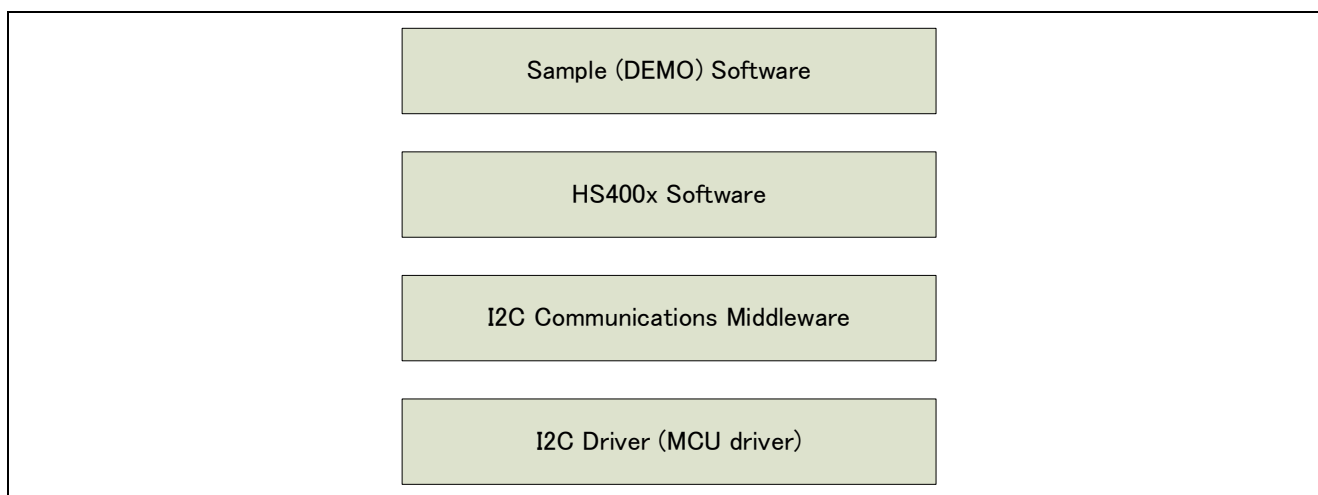 Sample (DEMO) Software
HS400x Software
I2C Communications Middleware
I2C Driver (MCU driver)